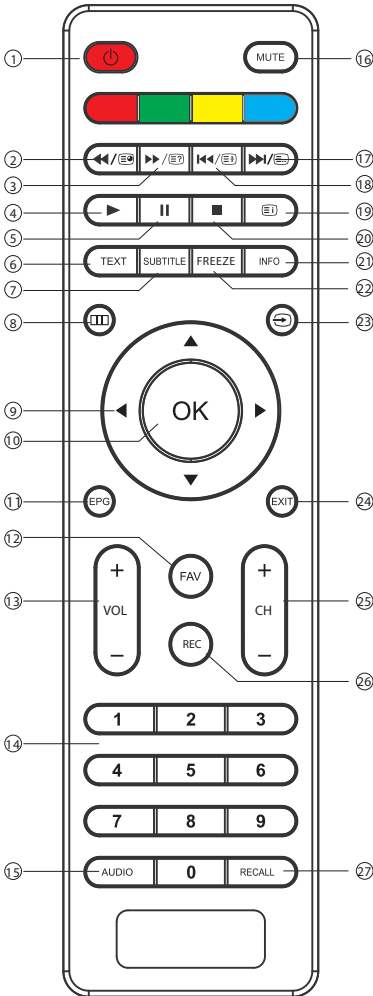 1 MUTE 16
2 / / / / 17
3 18
4 19
5 20
6 TEXT SUBTITLE FREEZE INFO 21
7 22
8 23
9
10 OK
11 EPG EXIT 24
12 FAV
+ +
13 VOL CH 25
− −
REC 26
1 2 3
14
4 5 6
7 8 9
15 AUDIO 0 RECALL 27